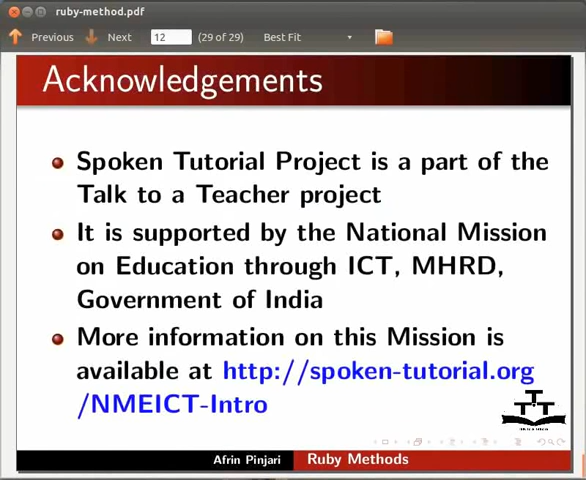 ruby-method.pdf
Previous Next 12 (29 of 29) Best Fit
Acknowledgements
Spoken Tutorial Project is a part of the
Talk to a Teacher project
It is supported by the National Mission
on Education through ICT, MHRD,
Government of India
More information on this Mission is
available at http://spoken-tutorial.org
/NMEICT-Intro
Afrin Pinjari Ruby Methods